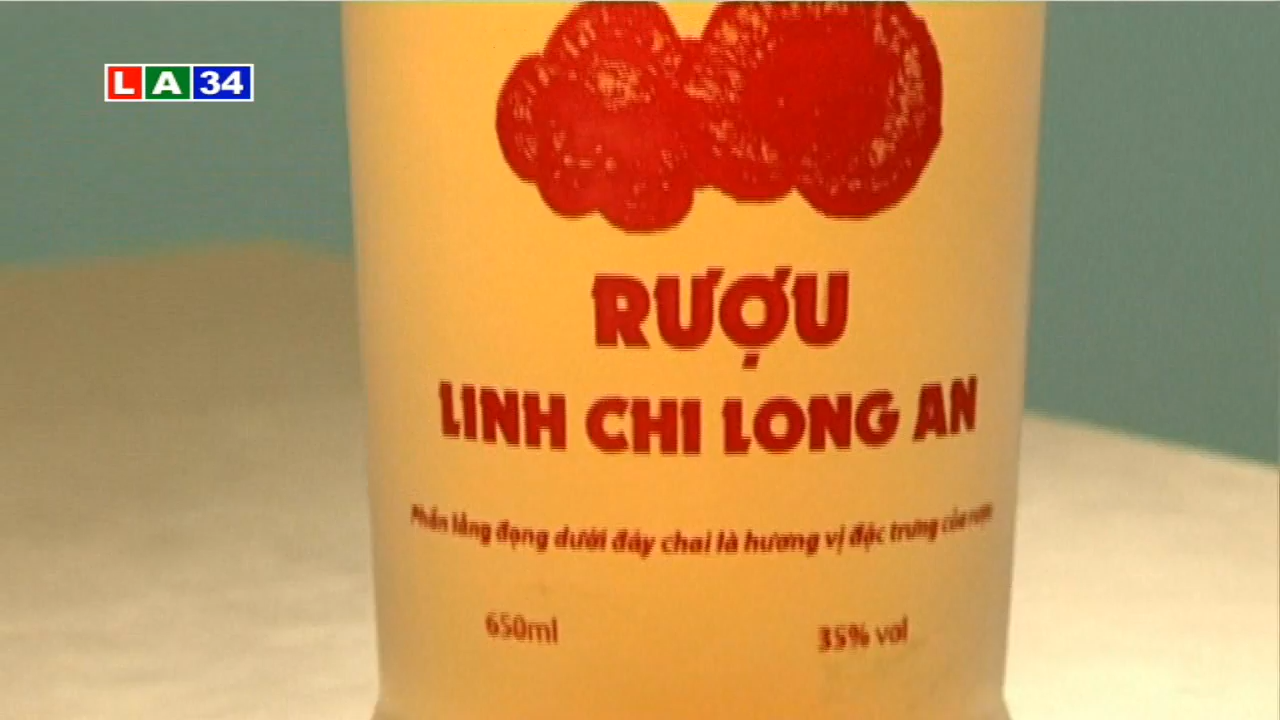 LA34
RƯỢU
LINH CHI LONG AN
Phần lắng đọng dưới đáy chai là hương vị đặc trưng của rượu
650ml
35% vol